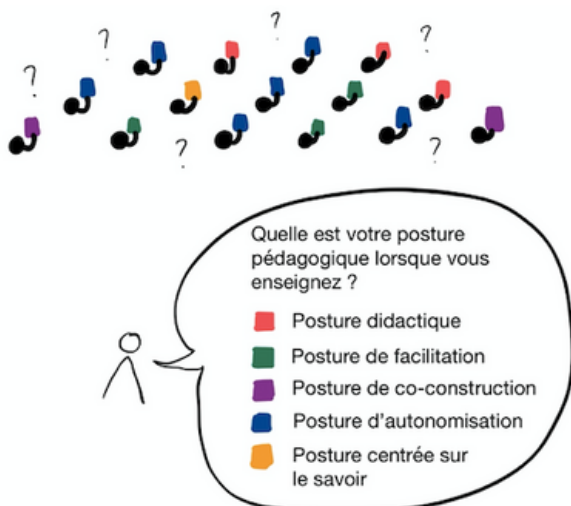 ? ? ?
?
? ?
Quelle est votre posture
pédagogique lorsque vous
enseignez ?
Posture didactique
Posture de facilitation
Posture de co-construction
Posture d'autonomisation
Posture centrée sur
le savoir